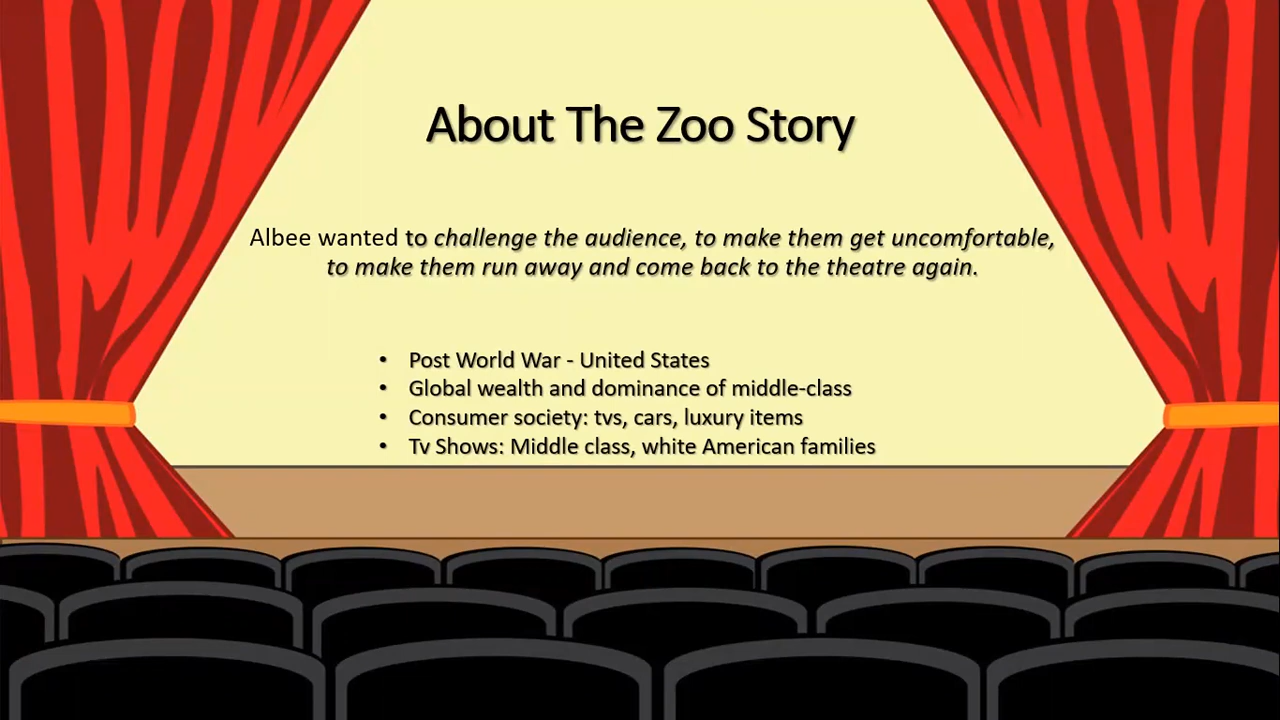 About The Zoo Story
Albee wanted to challenge the audience, to make them get uncomfortable,
to make them run away and come back to the theatre again.
• Post World War - United States
• Global wealth and dominance of middle-class
• Consumer society: tvs, cars, luxury items
• Tv Shows: Middle class, white American families